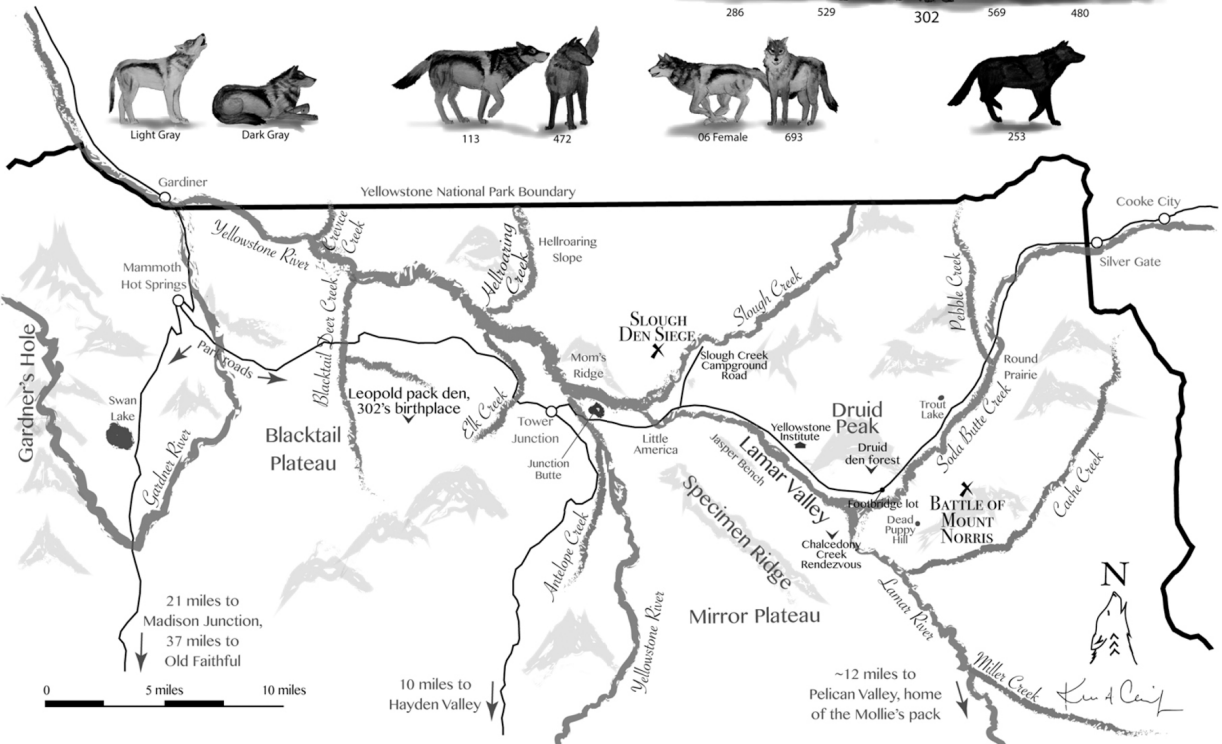 286
529
302
569
480
Light Gray
Dark Gray
113
472
06 Female
693
253
Gardiner
Yellowstone National Park Boundary
Cooke City
Silver Gate
Yellowstone River
Crevice
Creek
Hellroaring
Creek
Hellroaring
Slope
Slough Creek
Pebble Creek
Mammoth
Hot Springs
Park roads
Gardner's Hole
Swan
Lake
Gardner River
Blacktail Deer Creek
Blacktail
Plateau
Leopold pack den,
302's birthplace
Elk Creek
Tower
Junction
Junction
Butte
Mom's
Ridge
Slough
Den Siege
Slough Creek
Campground
Road
Little
America
Jasper Bench
Lamar Valley
Yellowstone
Institute
Druid
Peak
Druid
den forest
Trout
Lake
Round
Prairie
Soda Butte Creek
Cache Creek
Footbridge lot
Dead
Puppy
Hill
Battle of
Mount
Norris
Chalcedony
Creek
Rendezvous
Specimen Ridge
Mirror Plateau
Antelope Creek
Yellowstone River
Lamar River
Miller Creek
N
21 miles to
Madison Junction,
37 miles to
Old Faithful
10 miles to
Hayden Valley
~12 miles to
Pelican Valley, home
of the Mollie's pack
0
5 miles
10 miles